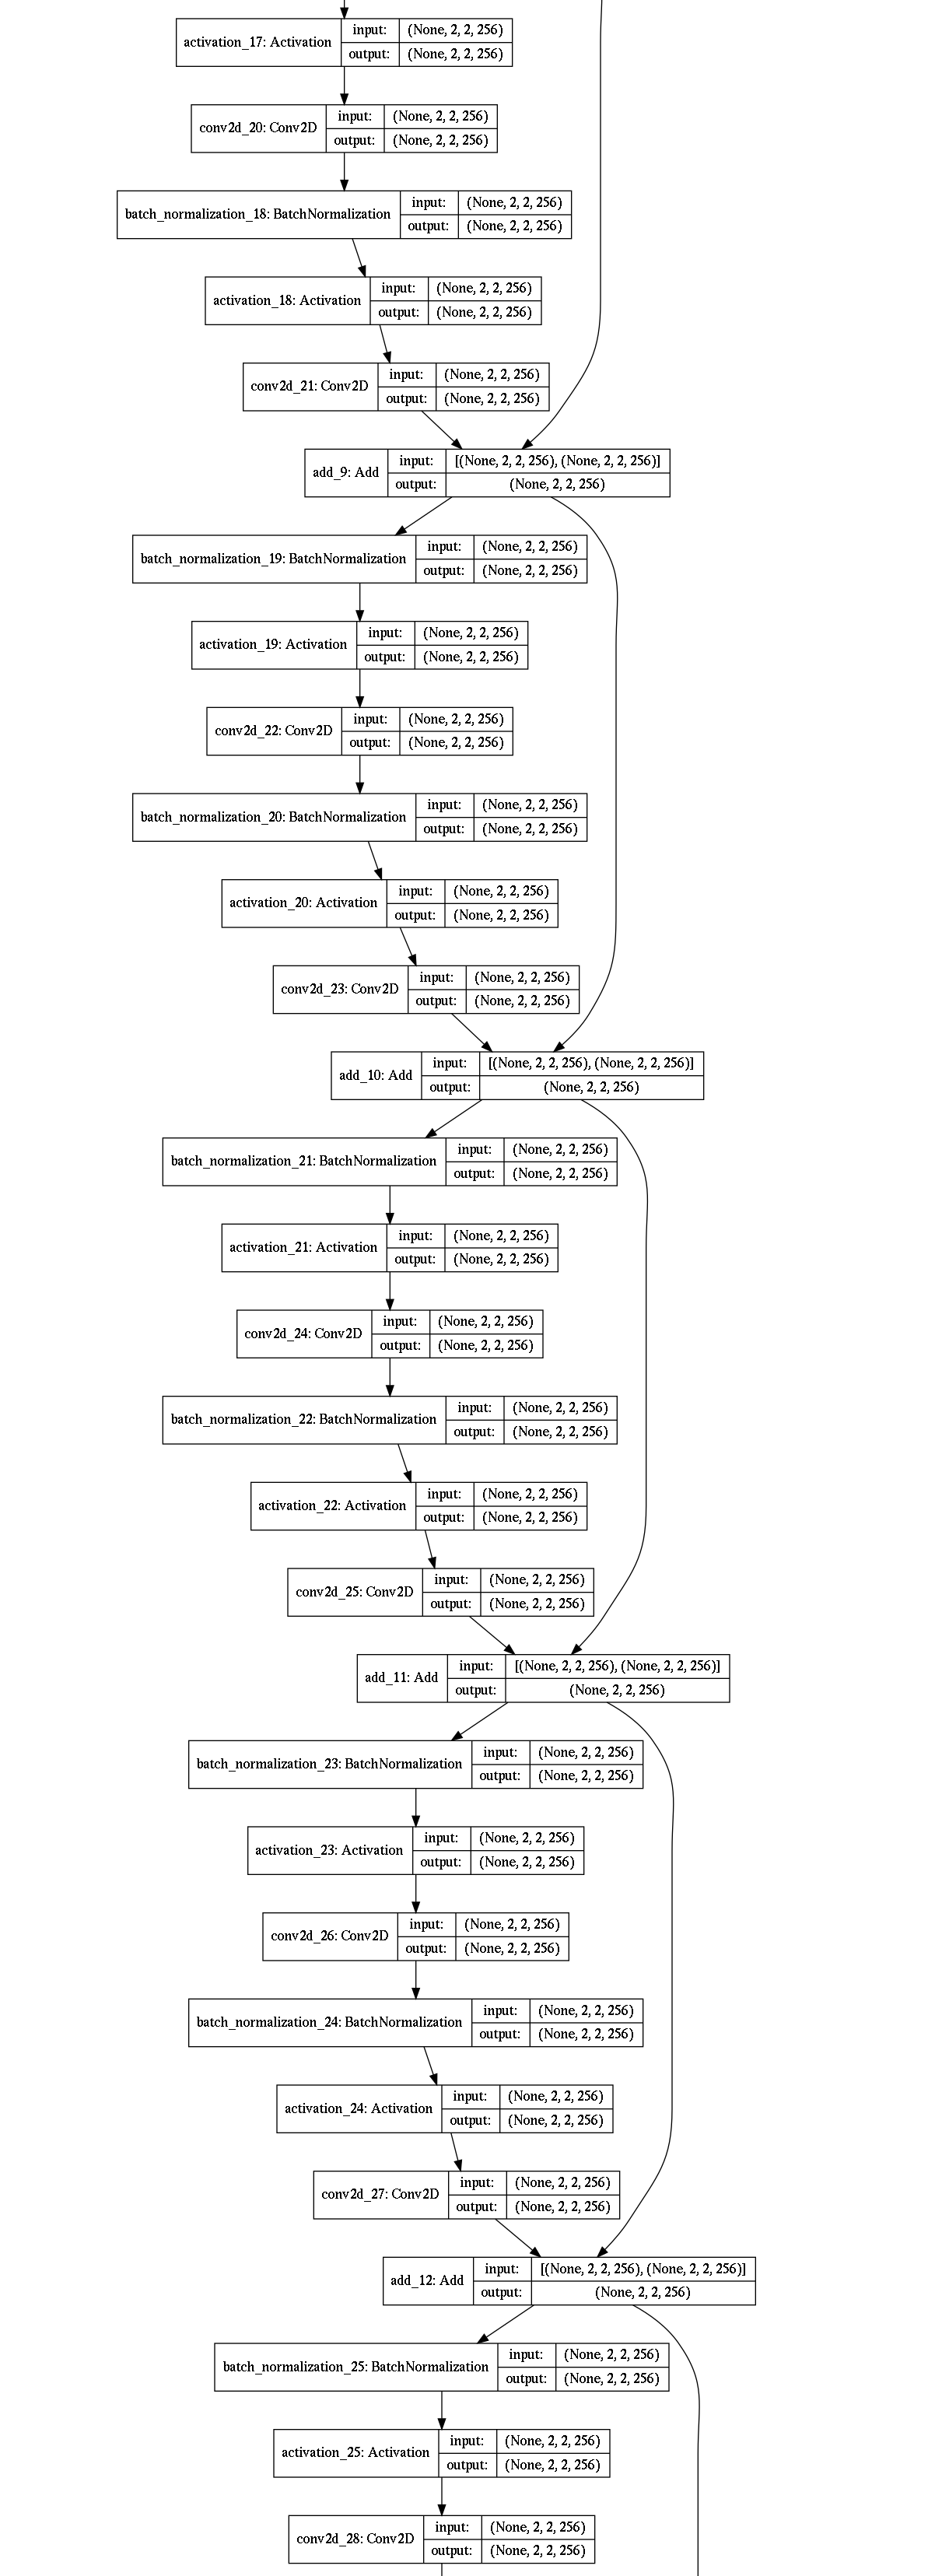 activation_17: Activation input: (None, 2, 2, 256)
output: (None, 2, 2, 256)
conv2d_20: Conv2D input: (None, 2, 2, 256)
output: (None, 2, 2, 256)
batch_normalization_18: BatchNormalization input: (None, 2, 2, 256)
output: (None, 2, 2, 256)
activation_18: Activation input: (None, 2, 2, 256)
output: (None, 2, 2, 256)
conv2d_21: Conv2D input: (None, 2, 2, 256)
output: (None, 2, 2, 256)
add_9: Add input: [(None, 2, 2, 256), (None, 2, 2, 256)]
output: (None, 2, 2, 256)
batch_normalization_19: BatchNormalization input: (None, 2, 2, 256)
output: (None, 2, 2, 256)
activation_19: Activation input: (None, 2, 2, 256)
output: (None, 2, 2, 256)
conv2d_22: Conv2D input: (None, 2, 2, 256)
output: (None, 2, 2, 256)
batch_normalization_20: BatchNormalization input: (None, 2, 2, 256)
output: (None, 2, 2, 256)
activation_20: Activation input: (None, 2, 2, 256)
output: (None, 2, 2, 256)
conv2d_23: Conv2D input: (None, 2, 2, 256)
output: (None, 2, 2, 256)
add_10: Add input: [(None, 2, 2, 256), (None, 2, 2, 256)]
output: (None, 2, 2, 256)
batch_normalization_21: BatchNormalization input: (None, 2, 2, 256)
output: (None, 2, 2, 256)
activation_21: Activation input: (None, 2, 2, 256)
output: (None, 2, 2, 256)
conv2d_24: Conv2D input: (None, 2, 2, 256)
output: (None, 2, 2, 256)
batch_normalization_22: BatchNormalization input: (None, 2, 2, 256)
output: (None, 2, 2, 256)
activation_22: Activation input: (None, 2, 2, 256)
output: (None, 2, 2, 256)
conv2d_25: Conv2D input: (None, 2, 2, 256)
output: (None, 2, 2, 256)
add_11: Add input: [(None, 2, 2, 256), (None, 2, 2, 256)]
output: (None, 2, 2, 256)
batch_normalization_23: BatchNormalization input: (None, 2, 2, 256)
output: (None, 2, 2, 256)
activation_23: Activation input: (None, 2, 2, 256)
output: (None, 2, 2, 256)
conv2d_26: Conv2D input: (None, 2, 2, 256)
output: (None, 2, 2, 256)
batch_normalization_24: BatchNormalization input: (None, 2, 2, 256)
output: (None, 2, 2, 256)
activation_24: Activation input: (None, 2, 2, 256)
output: (None, 2, 2, 256)
conv2d_27: Conv2D input: (None, 2, 2, 256)
output: (None, 2, 2, 256)
add_12: Add input: [(None, 2, 2, 256), (None, 2, 2, 256)]
output: (None, 2, 2, 256)
batch_normalization_25: BatchNormalization input: (None, 2, 2, 256)
output: (None, 2, 2, 256)
activation_25: Activation input: (None, 2, 2, 256)
output: (None, 2, 2, 256)
conv2d_28: Conv2D input: (None, 2, 2, 256)
output: (None, 2, 2, 256)